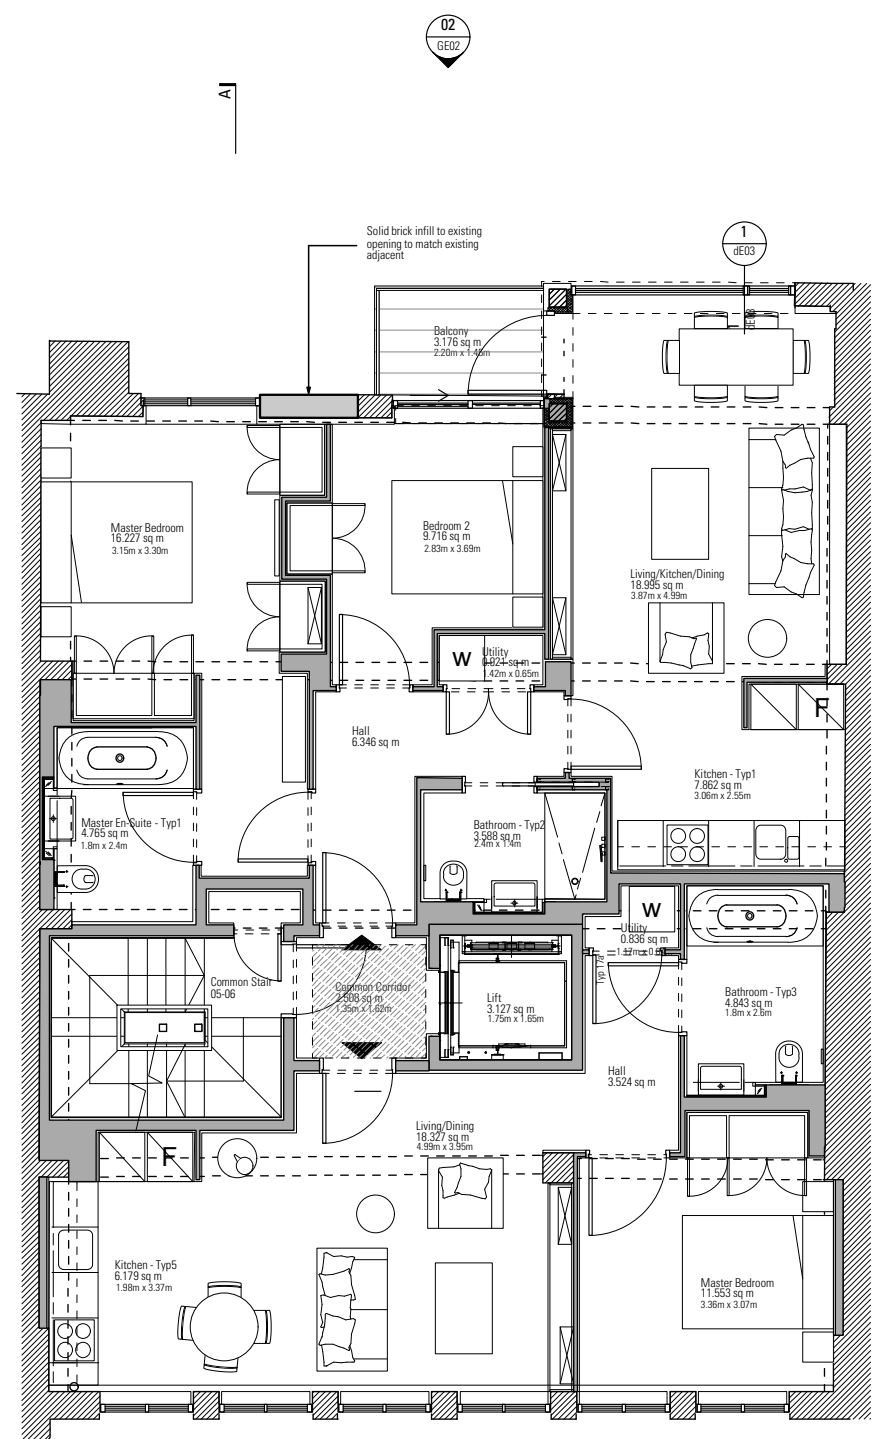 02
GE02
A
Solid brick infill to existing
opening to match existing
adjacent
1
dE03
Balcony
3.176 sq m
dE03
Master Bedroom
16.227 sq m
3.15m x 3.30m
Bedroom 2
9.716 sq m
2.83m x 3.69m
Living/Kitchen/Dining
18.995 sq m
3.87m x 4.99m
W
Utility
0.921 sq m
1.42m x 0.65m
F
Hall
6.346 sq m
Kitchen - Typ1
7.862 sq m
3.06m x 2.55m
Master En-Suite - Typ1
4.765 sq m
1.8m x 2.4m
Bathroom - Typ2
3.588 sq m
2.4m x 1.4m
W
Utility
0.836 sq m
Typ 17a
Common Stair
05-06
Common Corridor
2.508 sq m
1.35m x 1.62m
Lift
3.127 sq m
1.75m x 1.65m
Bathroom - Typ3
4.843 sq m
1.8m x 2.6m
Hall
3.524 sq m
Living/Dining
18.327 sq m
4.99m x 3.95m
F
Kitchen - Typ5
6.179 sq m
1.98m x 3.37m
Master Bedroom
11.553 sq m
3.36m x 3.07m